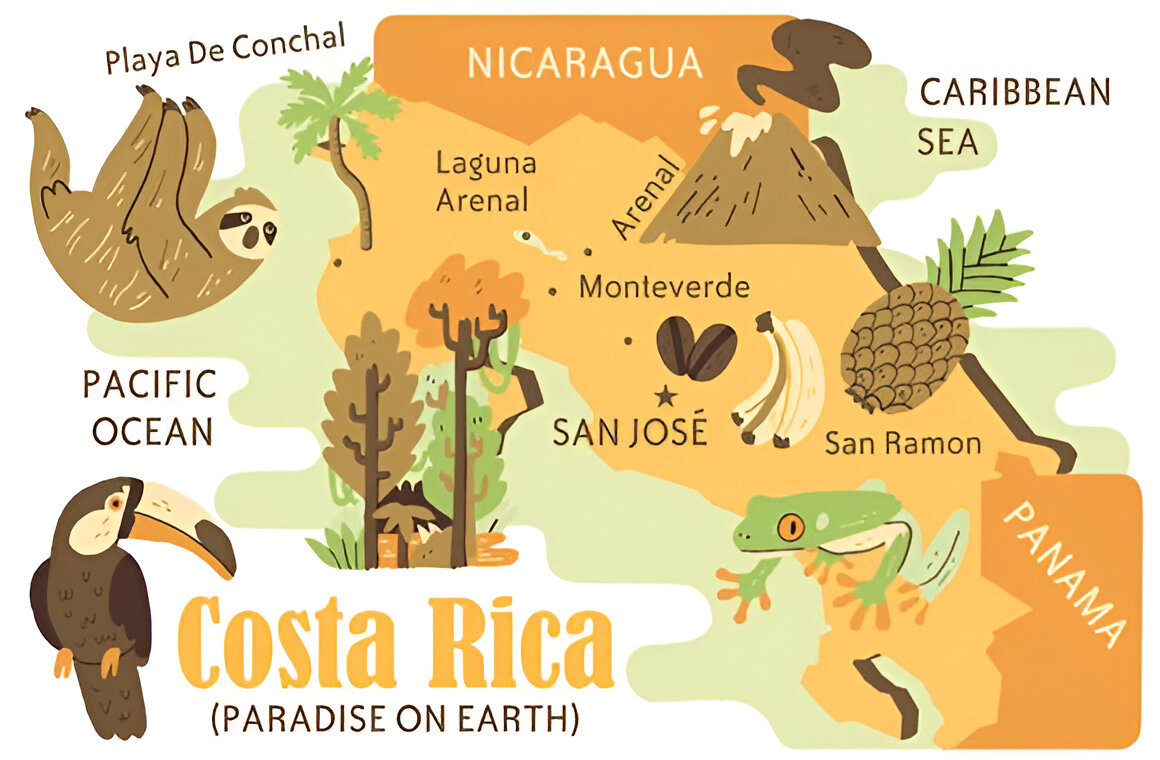 Playa De Conchal
NICARAGUA
CARIBBEAN
SEA
Laguna
Arenal
Arenal
Monteverde
PACIFIC
OCEAN
SAN JOSÉ
San Ramon
PANAMA
Costa Rica
(PARADISE ON EARTH)